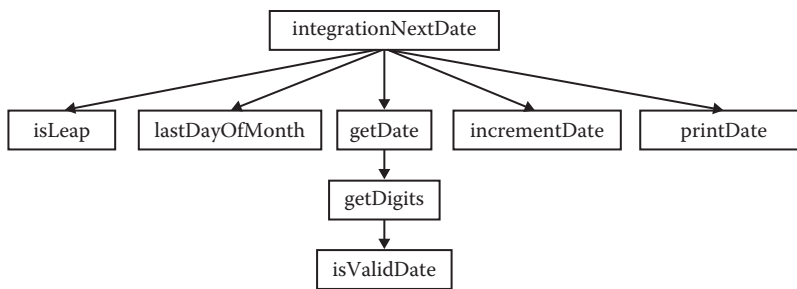 integrationNextDate
isLeap
lastDayOfMonth
getDate
incrementDate
printDate
getDigits
isValidDate